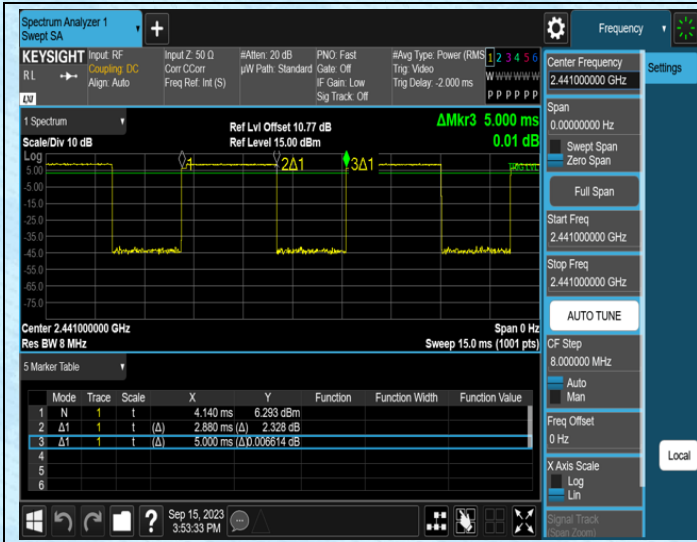 Spectrum Analyzer 1
Swept SA
+
Frequency
KEYSIGHT
RL
LXI
Input: RF
Coupling: DC
Align: Auto
Input Z: 50 Ω
Corr CCorr
Freq Ref: Int (S)
#Atten: 20 dB
µW Path: Standard
PNO: Fast
Gate: Off
IF Gain: Low
Sig Track: Off
#Avg Type: Power (RMS
Trig: Video
Trig Delay: -2.000 ms
1 2 3 4 5 6
W W W W W W
P P P P P P
1 Spectrum
Scale/Div 10 dB
Ref Lvl Offset 10.77 dB
Ref Level 15.00 dBm
ΔMkr3 5.000 ms
0.01 dB
Log
5.00
-5.00
-15.0
-25.0
-35.0
-45.0
-55.0
-65.0
-75.0
1
2Δ1
3Δ1
TRIG LVL
Center 2.441000000 GHz
Res BW 8 MHz
Span 0 Hz
Sweep 15.0 ms (1001 pts)
5 Marker Table
Mode Trace Scale X Y Function Function Width Function Value
1 N 1 t 4.140 ms 6.293 dBm
2 Δ1 1 t (Δ) 2.880 ms (Δ) 2.328 dB
3 Δ1 1 t (Δ) 5.000 ms (Δ)0.006614 dB
4
5
6
?
Sep 15, 2023
3:53:33 PM
Center Frequency
2.441000000 GHz
Span
0.00000000 Hz
Swept Span
Zero Span
Full Span
Start Freq
2.441000000 GHz
Stop Freq
2.441000000 GHz
AUTO TUNE
CF Step
8.000000 MHz
Auto
Man
Freq Offset
0 Hz
X Axis Scale
Log
Lin
Signal Track
(Span Zoom)
Settings
Local